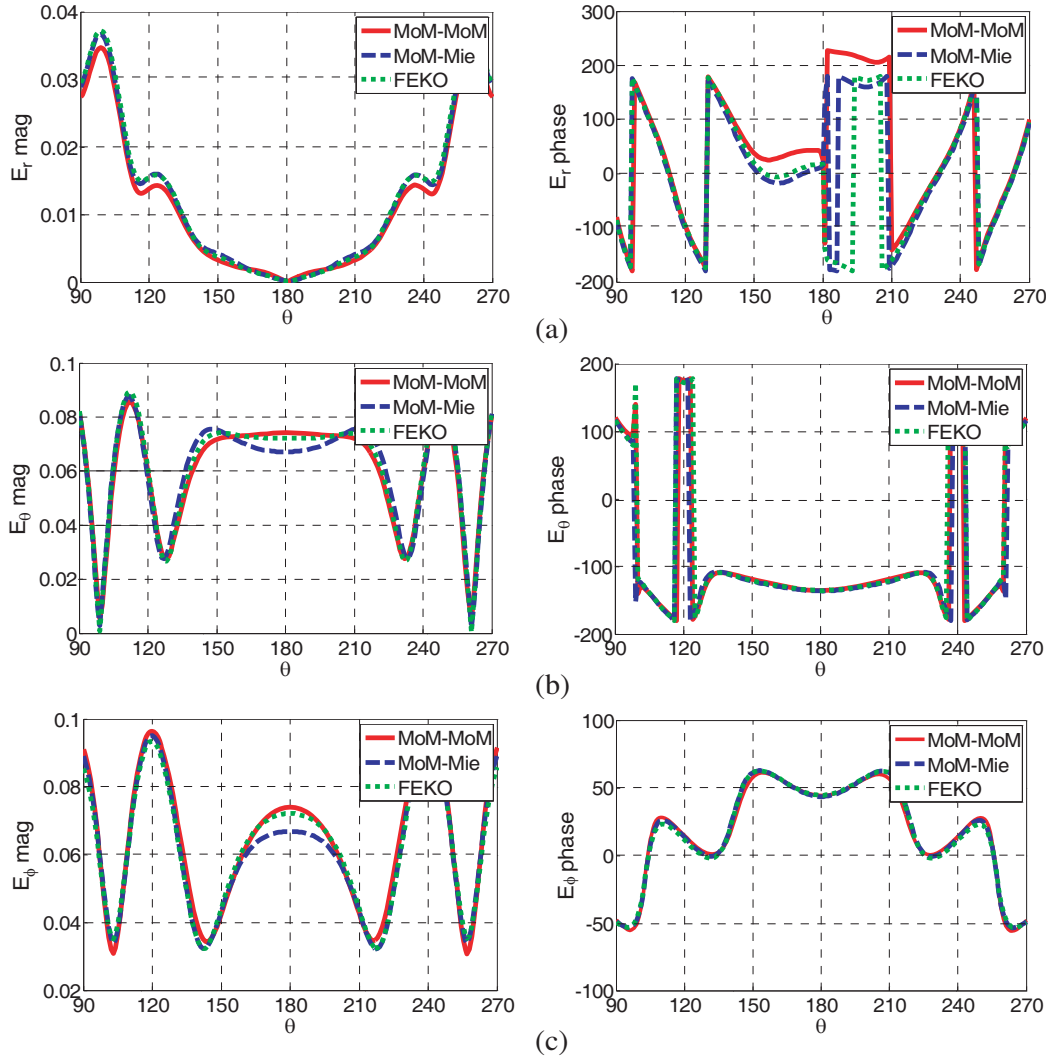 0.04
0.03
0.02
0.01
0
E_r mag
MoM-MoM
MoM-Mie
FEKO
90 120 150 180 210 240 270
θ
300
200
100
0
-100
-200
E_r phase
MoM-MoM
MoM-Mie
FEKO
90 120 150 180 210 240 270
θ
(a)
0.1
0.08
0.06
0.04
0.02
0
E_θ mag
MoM-MoM
MoM-Mie
FEKO
90 120 150 180 210 240 270
θ
200
100
0
-100
-200
E_θ phase
MoM-MoM
MoM-Mie
FEKO
90 120 150 180 210 240 270
θ
(b)
0.1
0.08
0.06
0.04
0.02
E_ϕ mag
MoM-MoM
MoM-Mie
FEKO
90 120 150 180 210 240 270
θ
100
50
0
-50
-100
E_ϕ phase
MoM-MoM
MoM-Mie
FEKO
90 120 150 180 210 240 270
θ
(c)